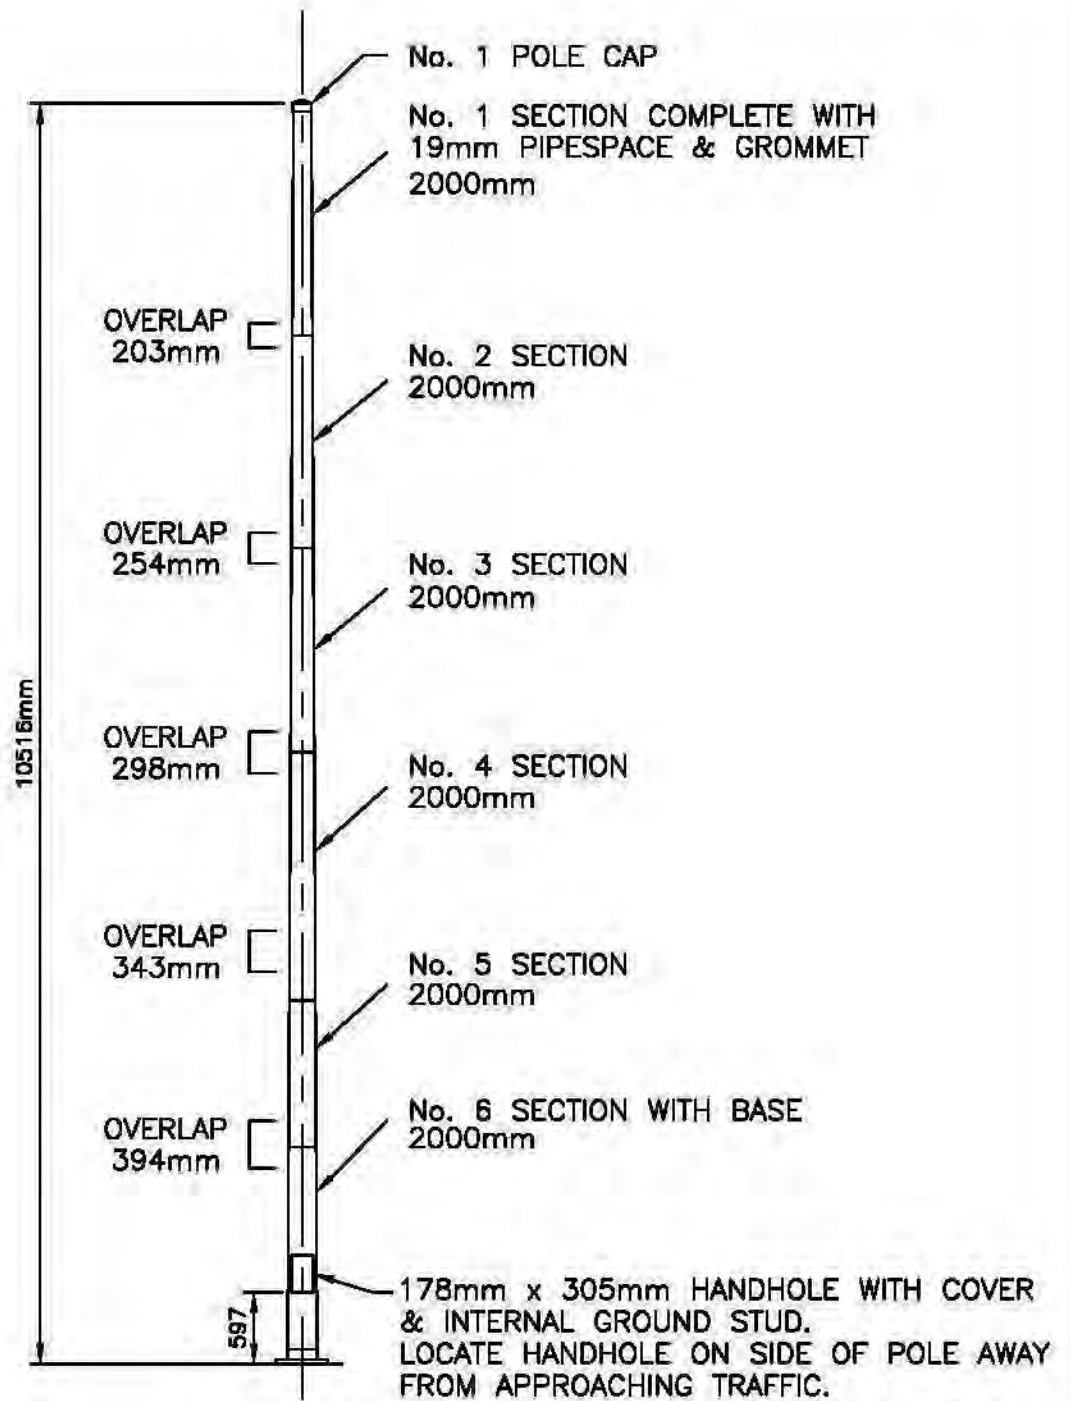 No. 1 POLE CAP
No. 1 SECTION COMPLETE WITH
19mm PIPESPACE & GROMMET
2000mm
OVERLAP
203mm
No. 2 SECTION
2000mm
OVERLAP
254mm
No. 3 SECTION
2000mm
10516mm
OVERLAP
298mm
No. 4 SECTION
2000mm
OVERLAP
343mm
No. 5 SECTION
2000mm
OVERLAP
394mm
No. 6 SECTION WITH BASE
2000mm
597
178mm x 305mm HANDHOLE WITH COVER
& INTERNAL GROUND STUD.
LOCATE HANDHOLE ON SIDE OF POLE AWAY
FROM APPROACHING TRAFFIC.